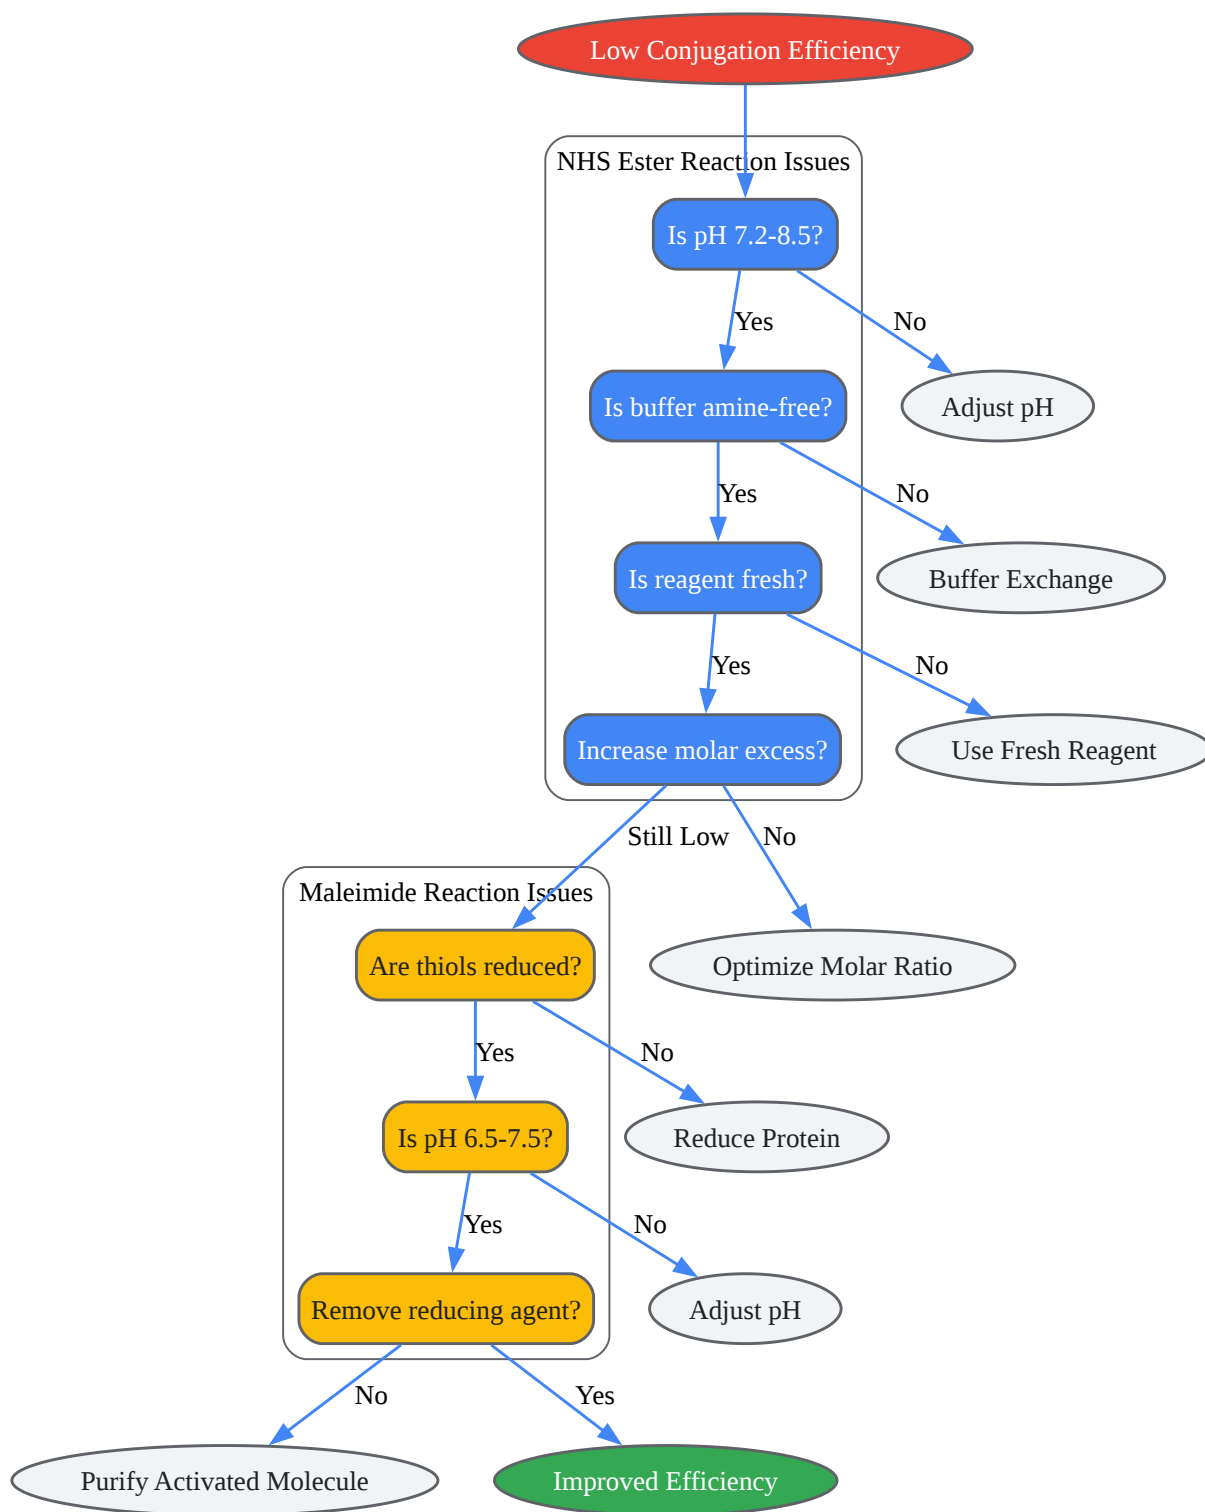 Low Conjugation Efficiency
NHS Ester Reaction Issues
Is pH 7.2-8.5?
Yes
No
Is buffer amine-free?
Adjust pH
Yes
No
Is reagent fresh?
Buffer Exchange
Yes
No
Increase molar excess?
Use Fresh Reagent
Still Low
No
Maleimide Reaction Issues
Are thiols reduced?
Optimize Molar Ratio
Yes
No
Is pH 6.5-7.5?
Reduce Protein
Yes
No
Remove reducing agent?
Adjust pH
No
Yes
Purify Activated Molecule
Improved Efficiency